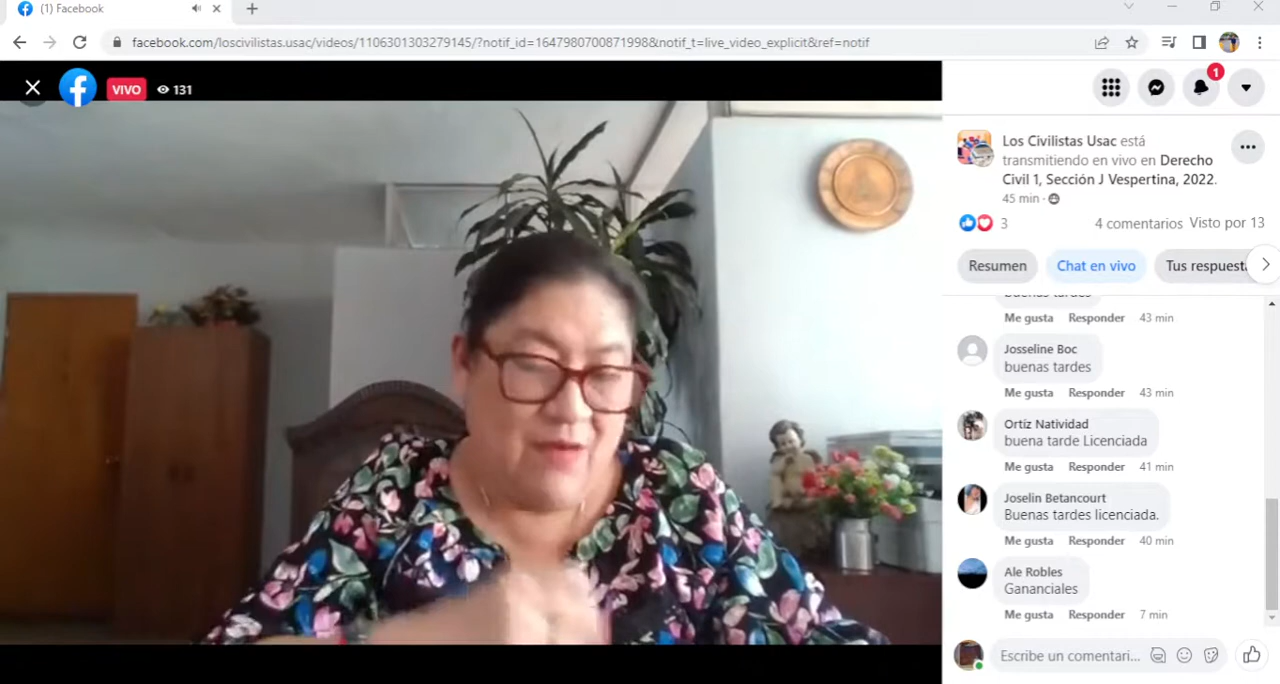 (1) Facebook
facebook.com/loscivilistas.usac/videos/1106301303279145/?notif_id=1647980700871998&notif_t=live_video_explicit&ref=notif
VIVO 131
1
Los Civilistas Usac está
transmitiendo en vivo en Derecho
Civil 1, Sección J Vespertina, 2022.
45 min ·
3 4 comentarios Visto por 13
Resumen Chat en vivo Tus respuest
buenas tardes
Me gusta Responder 43 min
Josseline Boc
buenas tardes
Me gusta Responder 43 min
Ortíz Natividad
buena tarde Licenciada
Me gusta Responder 41 min
Joselin Betancourt
Buenas tardes licenciada.
Me gusta Responder 40 min
Ale Robles
Gananciales
Me gusta Responder 7 min
Escribe un comentari...